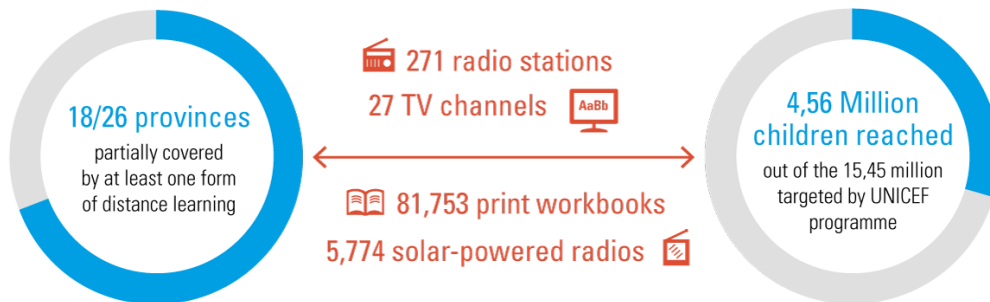 18/26 provinces
partially covered
by at least one form
of distance learning
271 radio stations
27 TV channels
AaBb
81,753 print workbooks
5,774 solar-powered radios
4,56 Million
children reached
out of the 15,45 million
targeted by UNICEF
programme